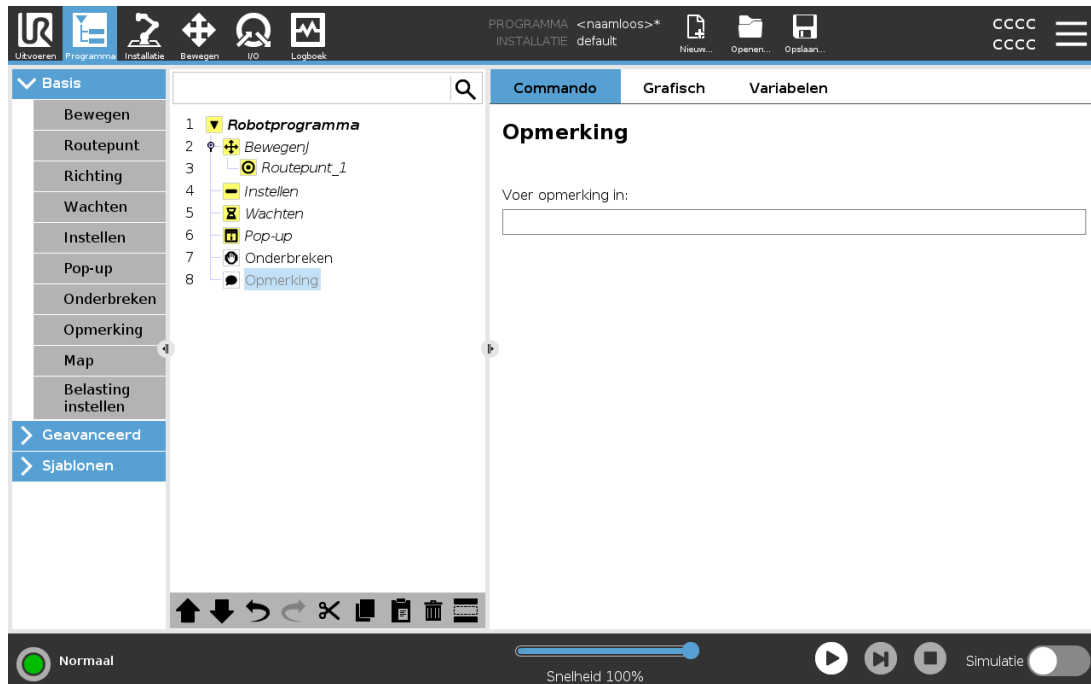 Uitvoeren Programma Installatie Bewegen I/O Logboek
PROGRAMMA <naamloos>*
INSTALLATIE default
Nieuw... Openen... Opslaan...
CCCC
CCCC
Basis
Bewegen
Routepunt
Richting
Wachten
Instellen
Pop-up
Onderbreken
Opmerking
Map
Belasting
instellen
Geavanceerd
Sjablonen
1 Robotprogramma
2 BewegenJ
3 Routepunt_1
4 Instellen
5 Wachten
6 Pop-up
7 Onderbreken
8 Opmerking
Commando Grafisch Variabelen
Opmerking
Voer opmerking in:
Normaal
Snelheid 100%
Simulatie